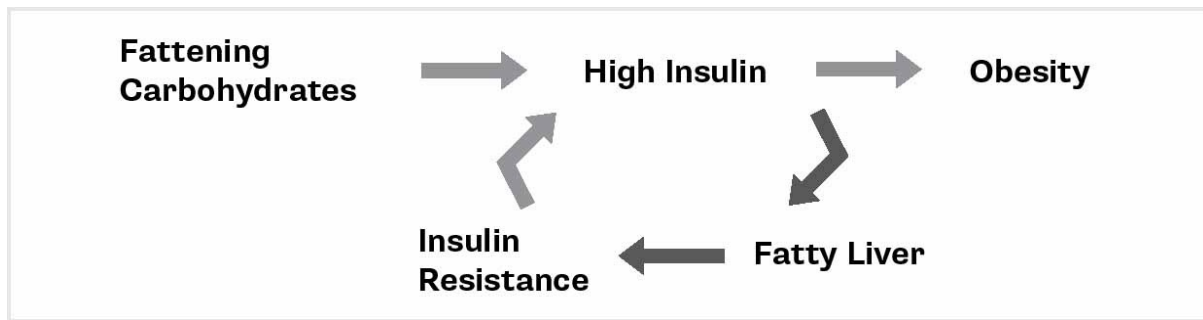 Fattening
Carbohydrates
High Insulin
Obesity
Insulin
Resistance
Fatty Liver